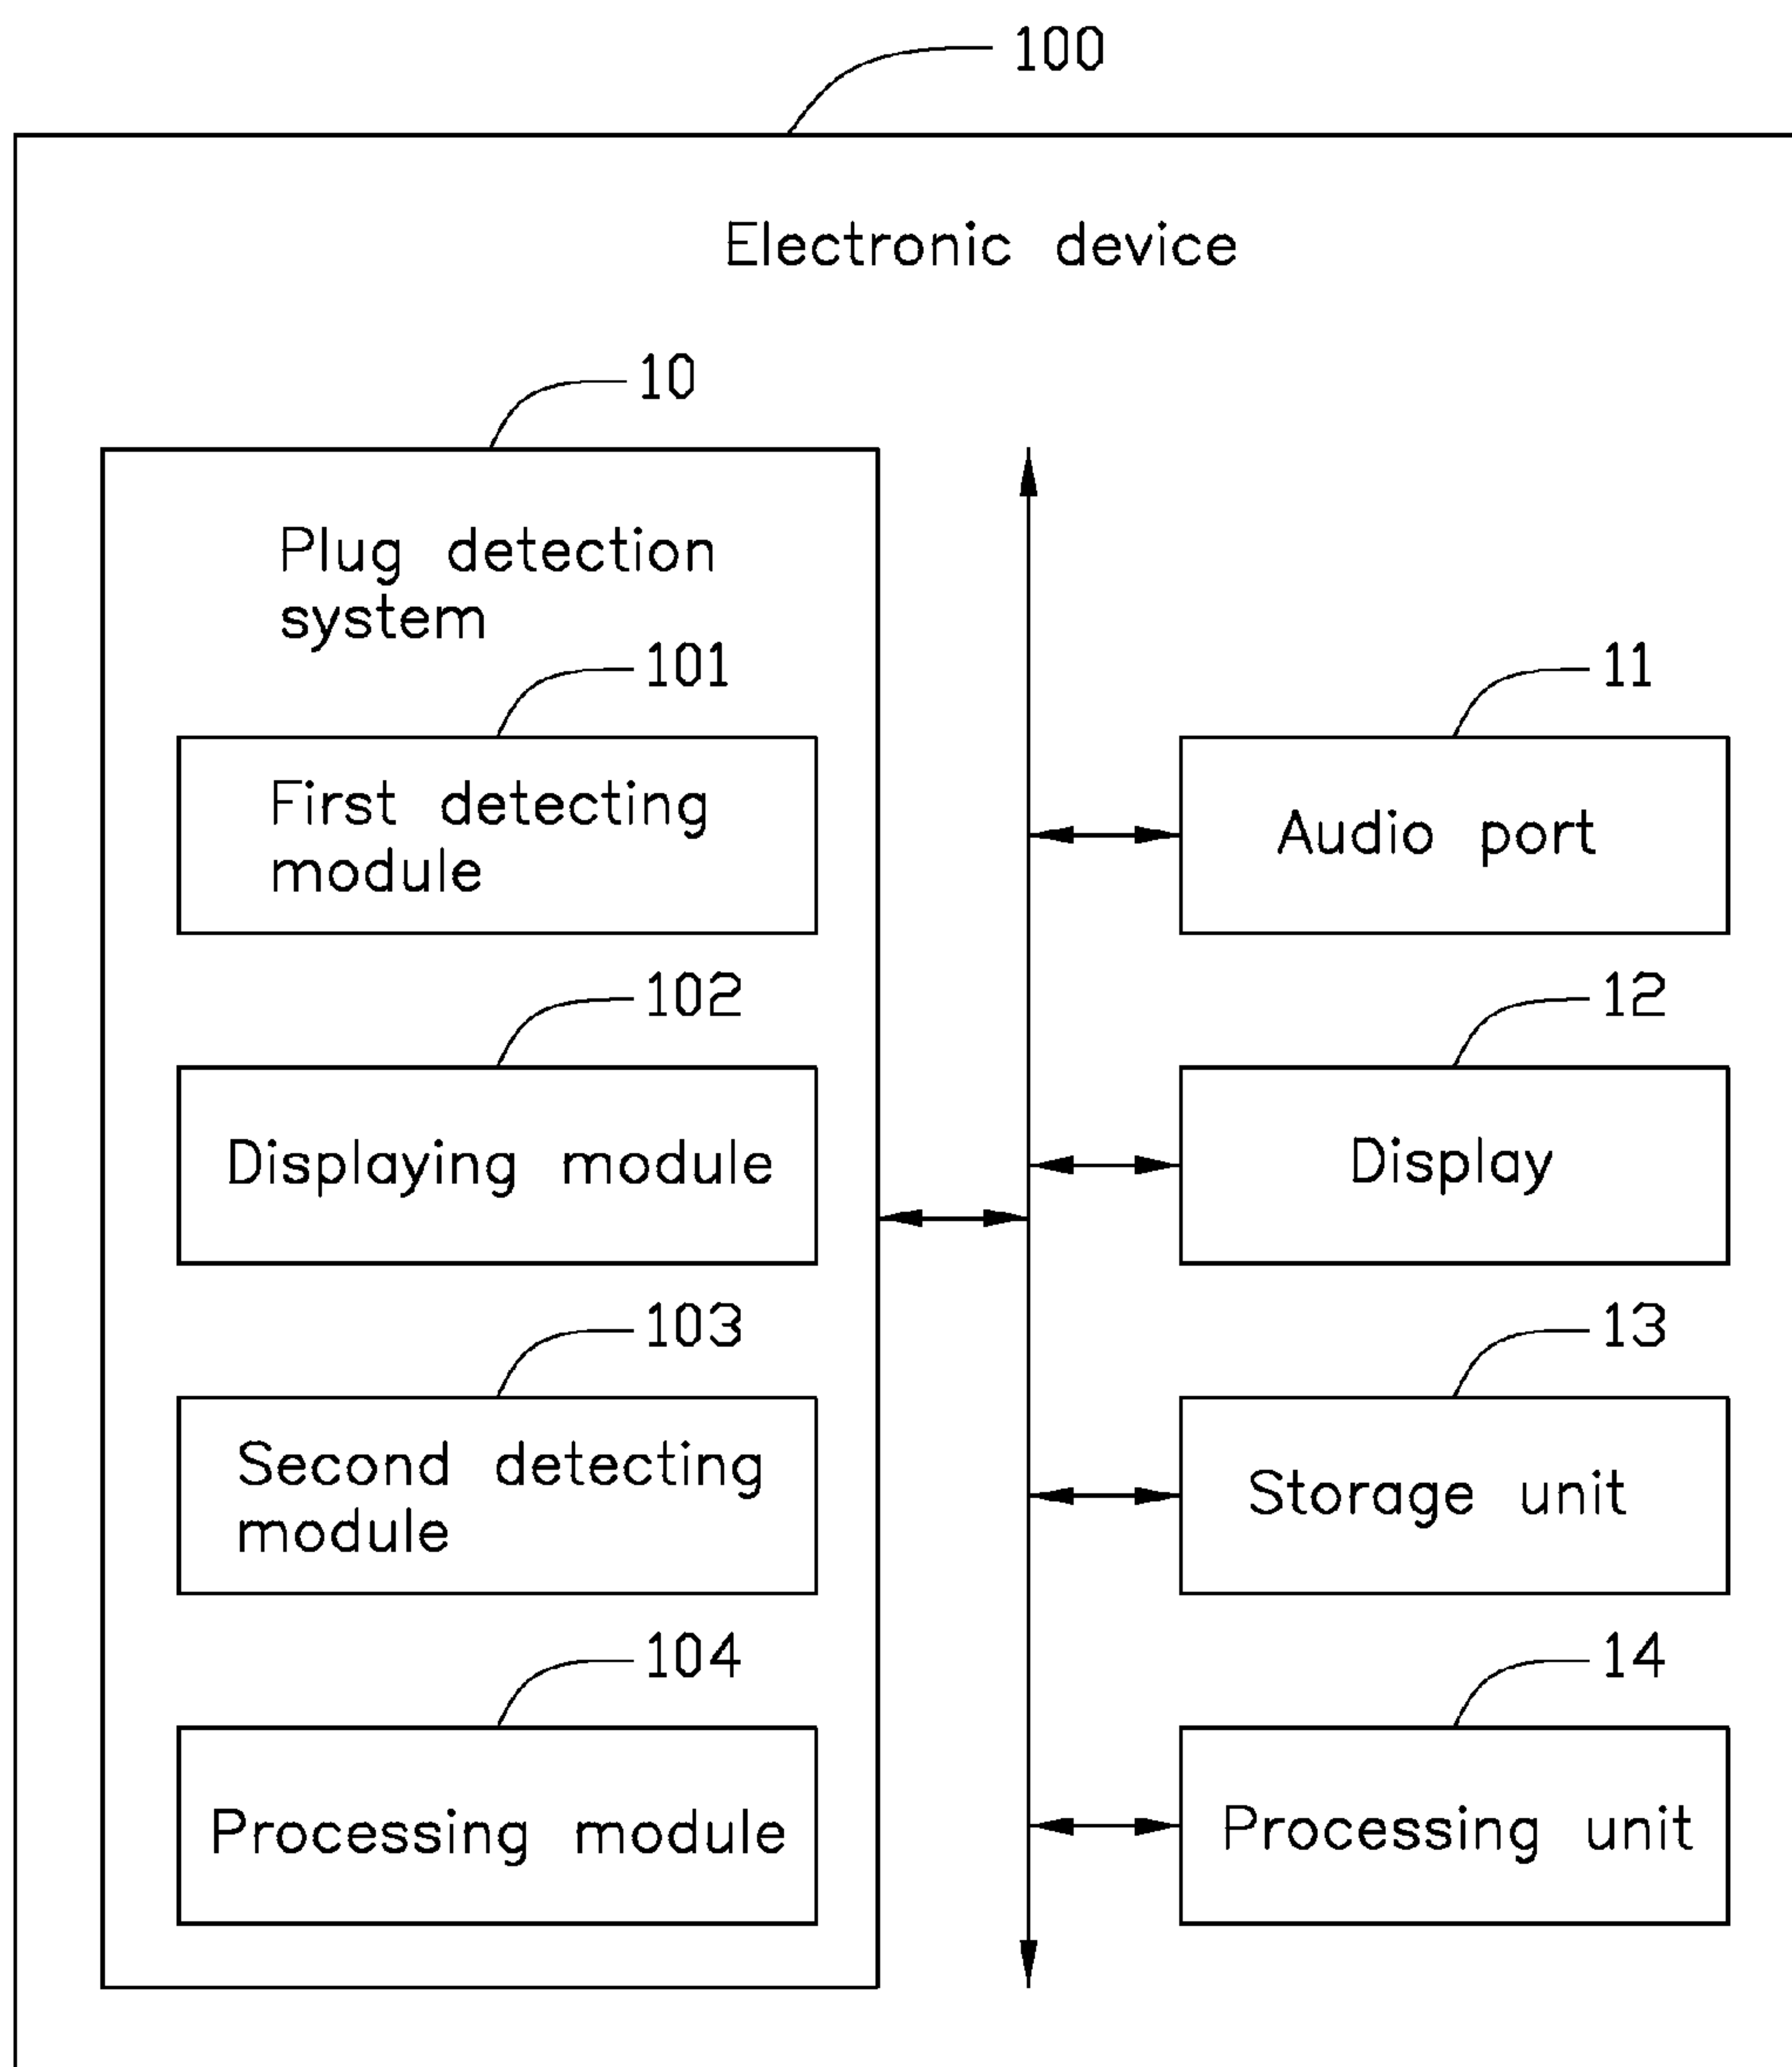 100
Electronic device
10
Plug detection
system
101
First detecting
module
102
Displaying module
103
Second detecting
module
104
Processing module
11
Audio port
12
Display
13
Storage unit
14
Processing unit